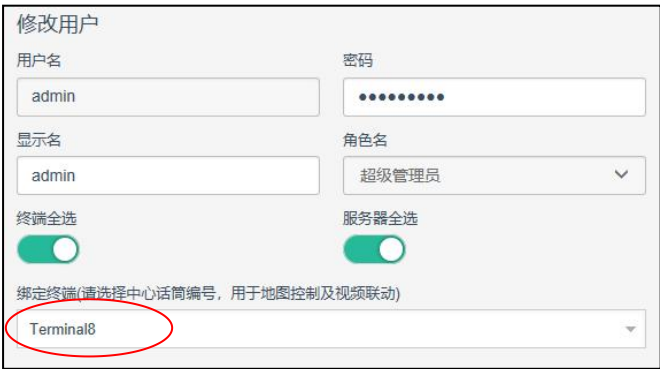 修改用户
用户名 密码
admin •••••••••
显示名 角色名
admin 超级管理员
终端全选 服务器全选
绑定终端(请选择中心话筒编号，用于地图控制及视频联动)
Terminal8